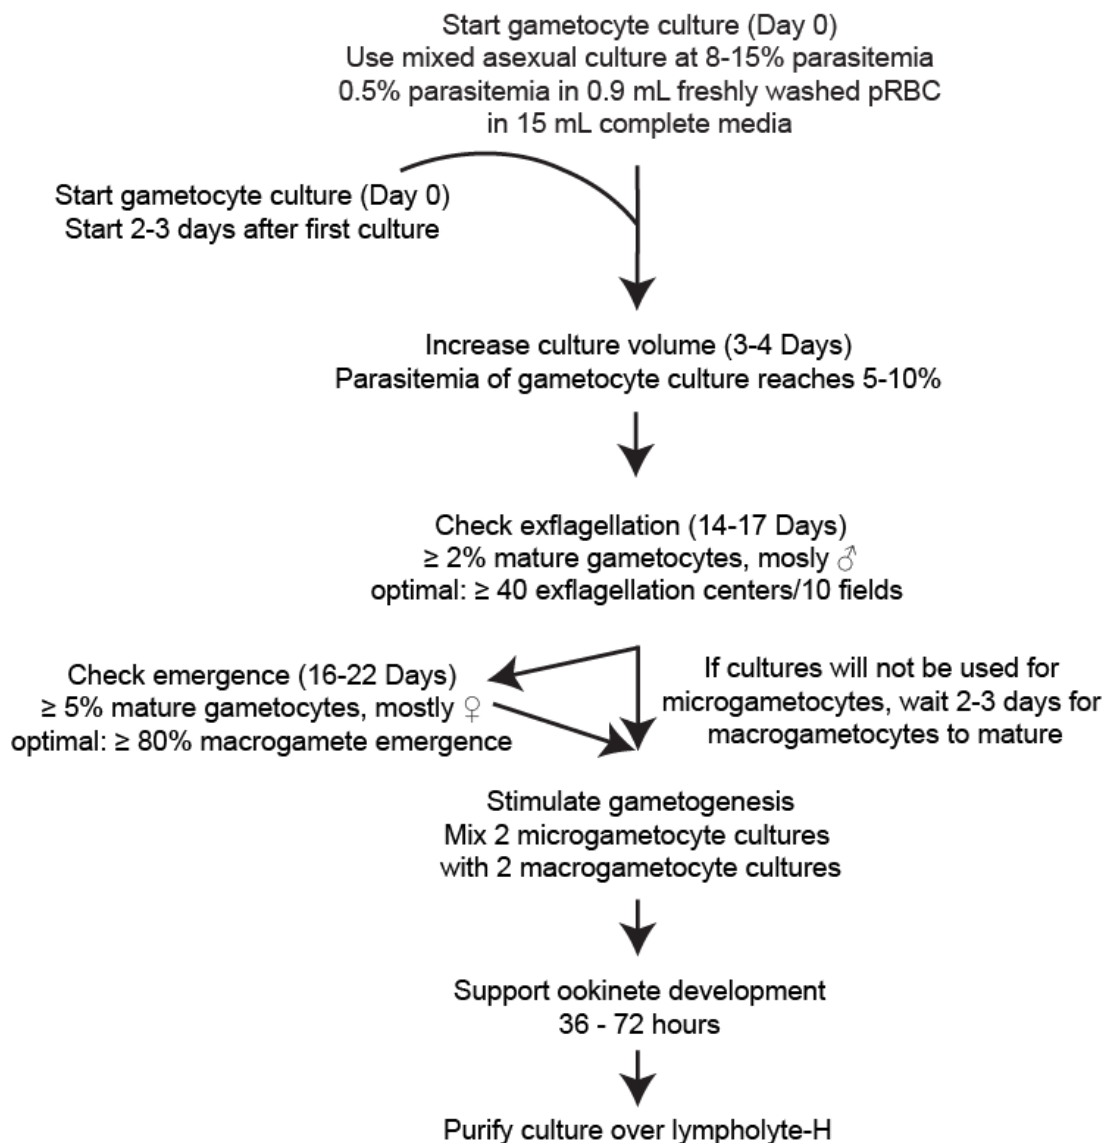 Start gametocyte culture (Day 0)
Use mixed asexual culture at 8-15% parasitemia
0.5% parasitemia in 0.9 mL freshly washed pRBC
in 15 mL complete media
Start gametocyte culture (Day 0)
Start 2-3 days after first culture
Increase culture volume (3-4 Days)
Parasitemia of gametocyte culture reaches 5-10%
Check exflagellation (14-17 Days)
≥ 2% mature gametocytes, mosly ♂
optimal: ≥ 40 exflagellation centers/10 fields
Check emergence (16-22 Days)
≥ 5% mature gametocytes, mostly ♀
optimal: ≥ 80% macrogamete emergence
If cultures will not be used for
microgametocytes, wait 2-3 days for
macrogametocytes to mature
Stimulate gametogenesis
Mix 2 microgametocyte cultures
with 2 macrogametocyte cultures
Support ookinete development
36 - 72 hours
Purify culture over lympholyte-H